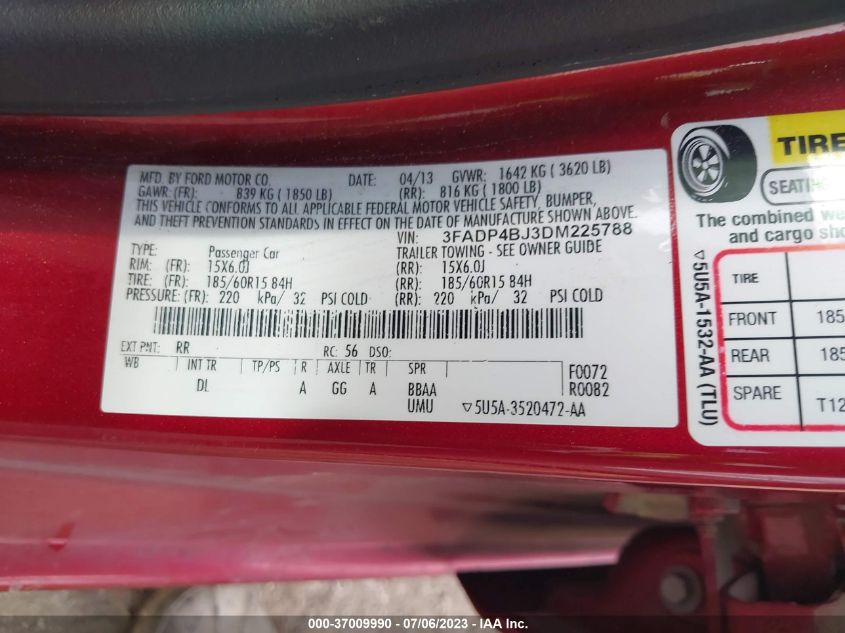 MFD. BY FORD MOTOR CO. DATE: 04/13 GVWR: 1642 KG ( 3620 LB)
GAWR: (FR): 839 KG ( 1850 LB) (RR): 816 KG ( 1800 LB)
THIS VEHICLE CONFORMS TO ALL APPLICABLE FEDERAL MOTOR VEHICLE SAFETY, BUMPER,
AND THEFT PREVENTION STANDARDS IN EFFECT ON THE DATE OF MANUFACTURE SHOWN ABOVE.
VIN: 3FADP4BJ3DM225788
TYPE: Passenger Car TRAILER TOWING - SEE OWNER GUIDE
RIM: (FR): 15X6.0J (RR): 15X6.0J
TIRE: (FR): 185/60R15 84H (RR): 185/60R15 84H
PRESSURE: (FR): 220 kPa/ 32 PSI COLD (RR): 220 kPa/ 32 PSI COLD
EXT PNT: RR RC: 56 DSO:
WB INT TR TP/PS R AXLE TR SPR F0072
DL A GG A BBAA R0082
UMU ▽5U5A-3520472-AA
TIRE
SEATING
The combined we
and cargo sho
▽5U5A-1532-AA (TLU)
TIRE
FRONT 185
REAR 185
SPARE T12
000-37009990 - 07/06/2023 - IAA Inc.